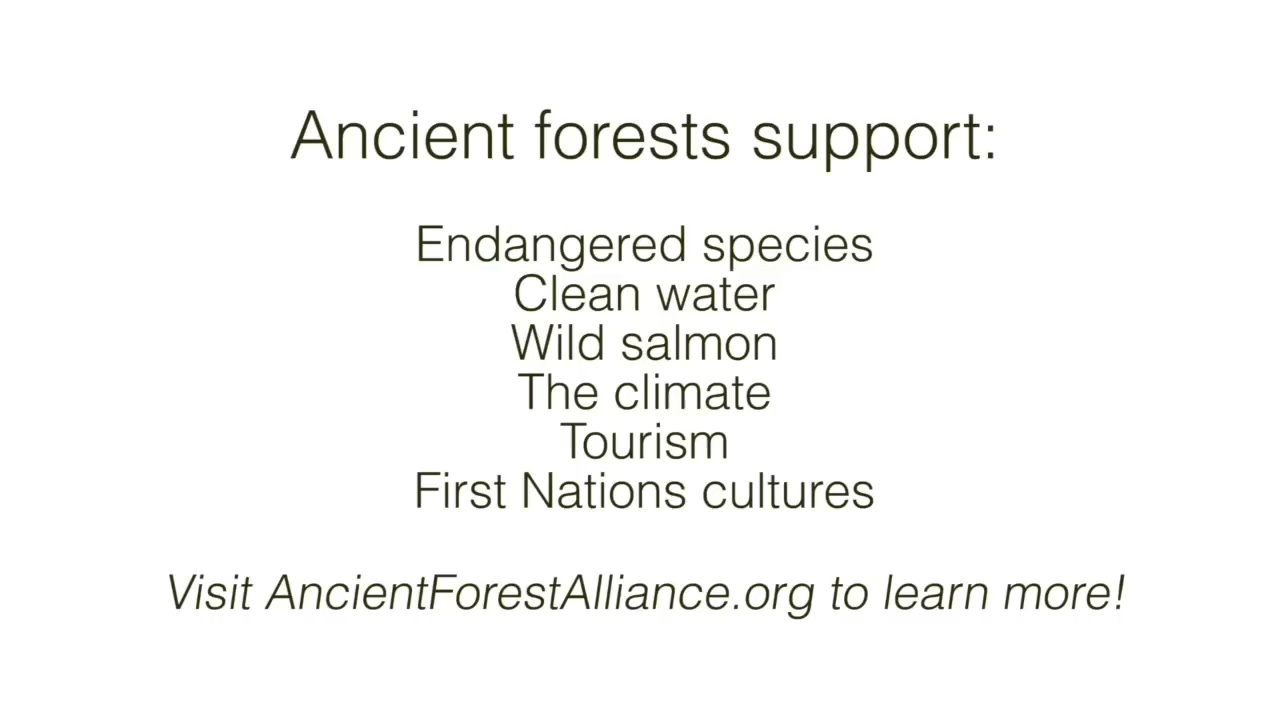 Ancient forests support:
Endangered species
Clean water
Wild salmon
The climate
Tourism
First Nations cultures
Visit AncientForestAlliance.org to learn more!